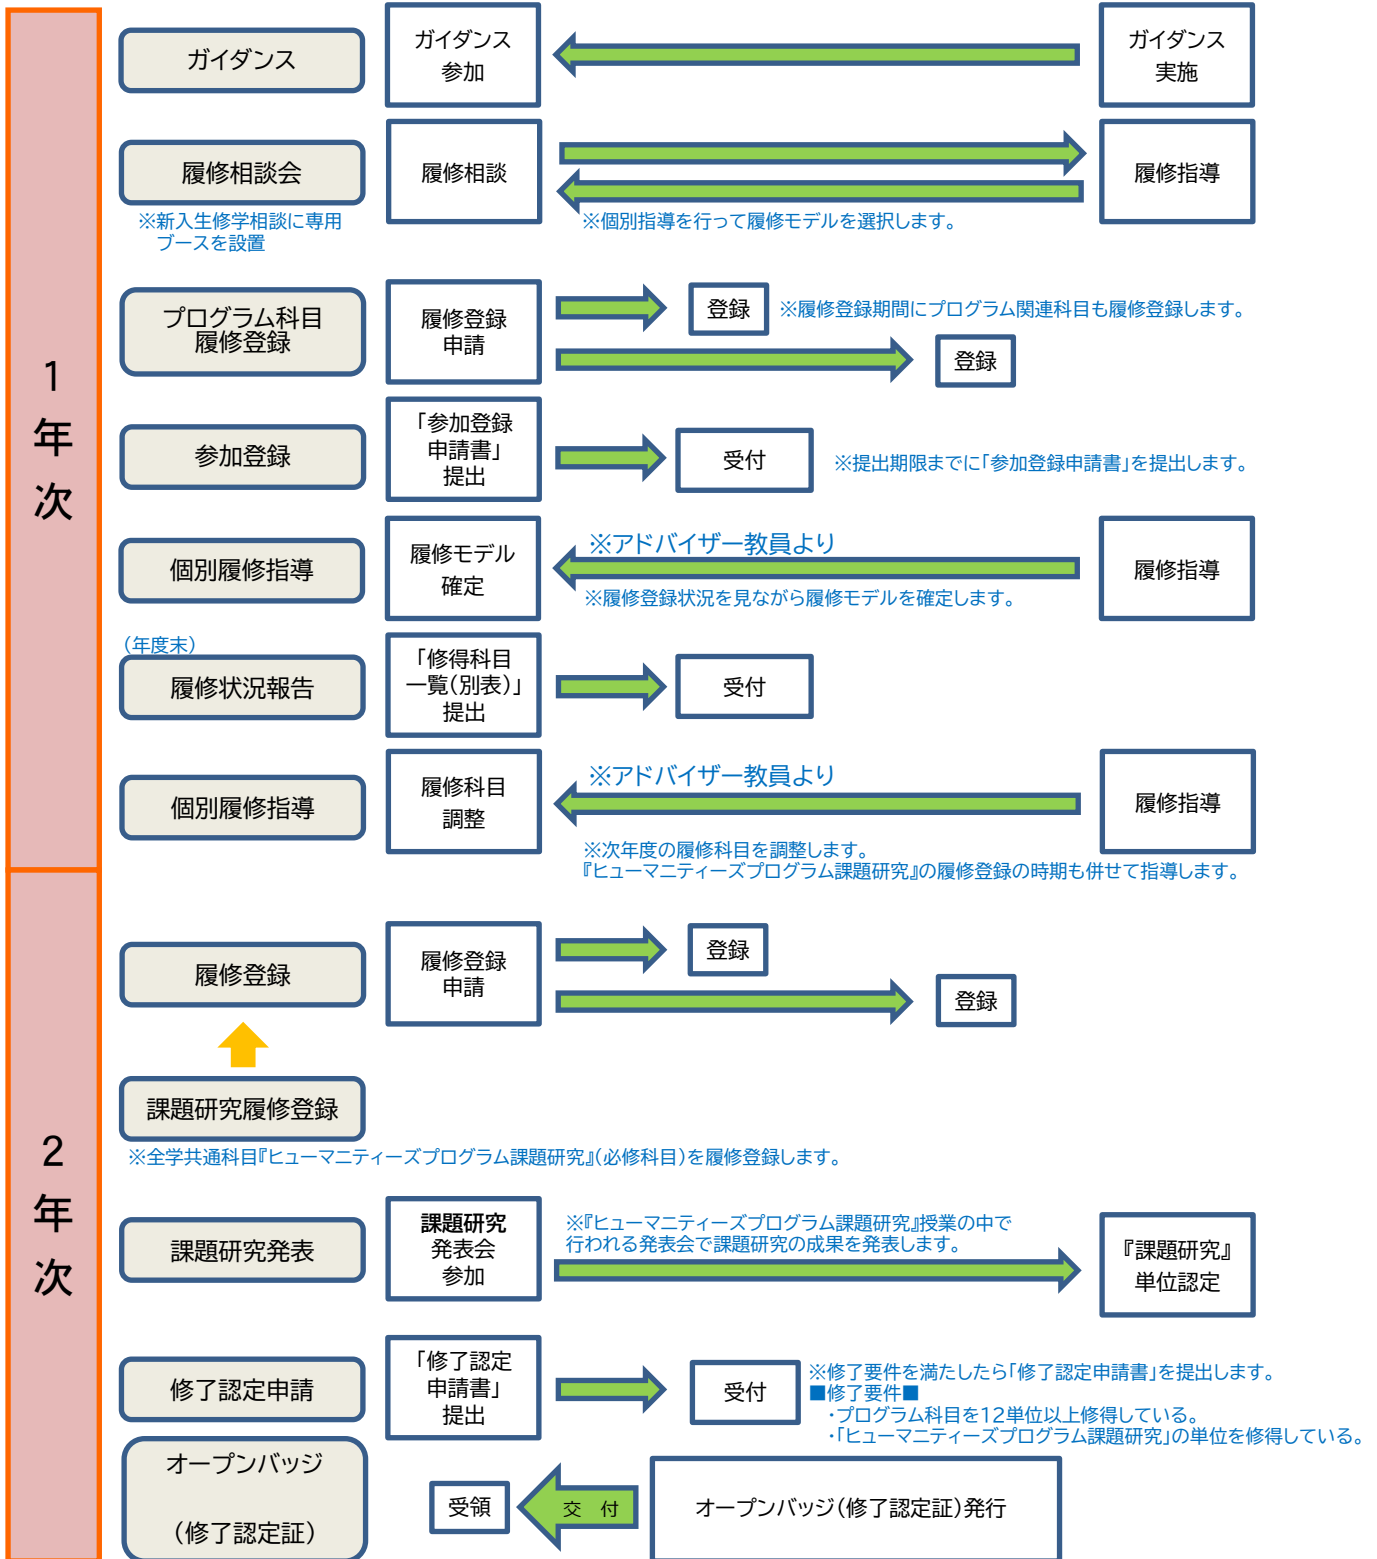 1
年
次
ガイダンス
ガイダンス
参加
ガイダンス
実施
履修相談会
※新入生修学相談に専用
ブースを設置
履修相談
※個別指導を行って履修モデルを選択します。
履修指導
プログラム科目
履修登録
履修登録
申請
登録
※履修登録期間にプログラム関連科目も履修登録します。
登録
参加登録
「参加登録
申請書」
提出
受付
※提出期限までに「参加登録申請書」を提出します。
個別履修指導
履修モデル
確定
※アドバイザー教員より
※履修登録状況を見ながら履修モデルを確定します。
履修指導
(年度末)
履修状況報告
「修得科目
一覧(別表)」
提出
受付
個別履修指導
履修科目
調整
※アドバイザー教員より
※次年度の履修科目を調整します。
『ヒューマニティーズプログラム課題研究』の履修登録の時期も併せて指導します。
履修指導
2
年
次
履修登録
履修登録
申請
登録
登録
課題研究履修登録
※全学共通科目『ヒューマニティーズプログラム課題研究』(必修科目)を履修登録します。
課題研究発表
課題研究
発表会
参加
※『ヒューマニティーズプログラム課題研究』授業の中で
行われる発表会で課題研究の成果を発表します。
『課題研究』
単位認定
修了認定申請
「修了認定
申請書」
提出
受付
※修了要件を満たしたら「修了認定申請書」を提出します。
■修了要件■
・プログラム科目を12単位以上修得している。
・「ヒューマニティーズプログラム課題研究」の単位を修得している。
オープンバッジ
(修了認定証)
受領
交 付
オープンバッジ(修了認定証)発行